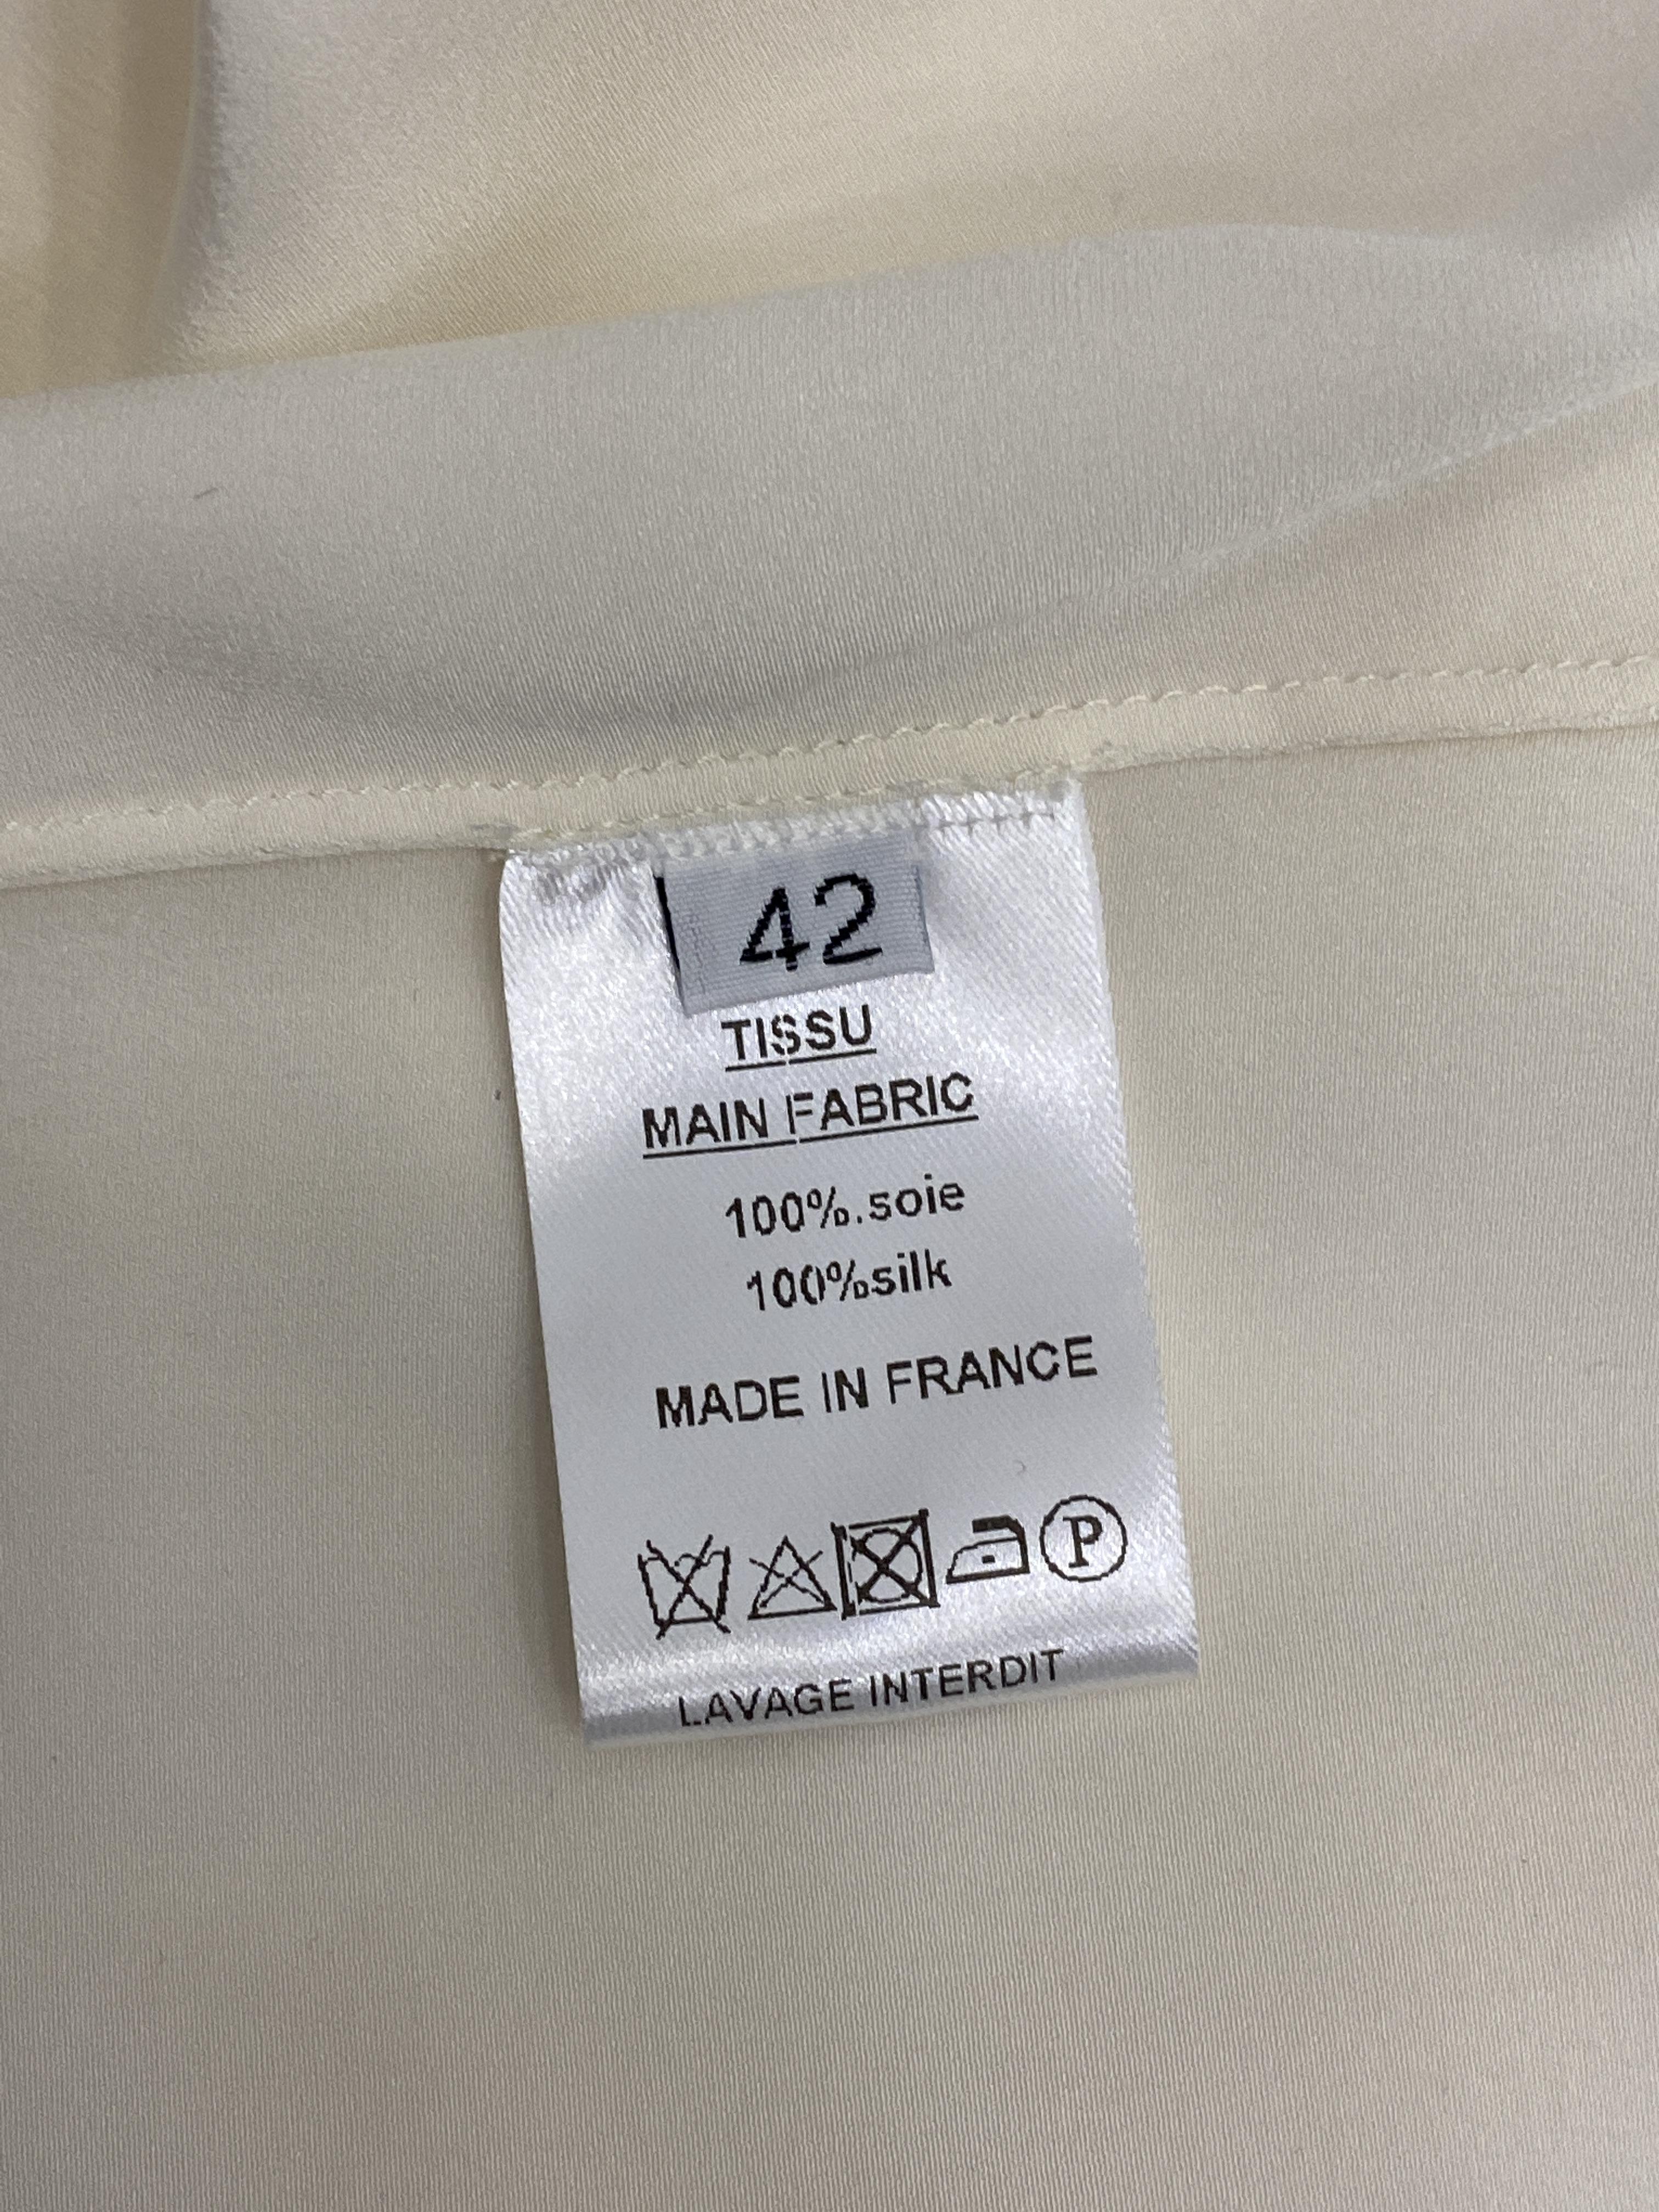 42
TISSU
MAIN FABRIC
100%.soie
100%silk
MADE IN FRANCE
P
LAVAGE INTERDIT